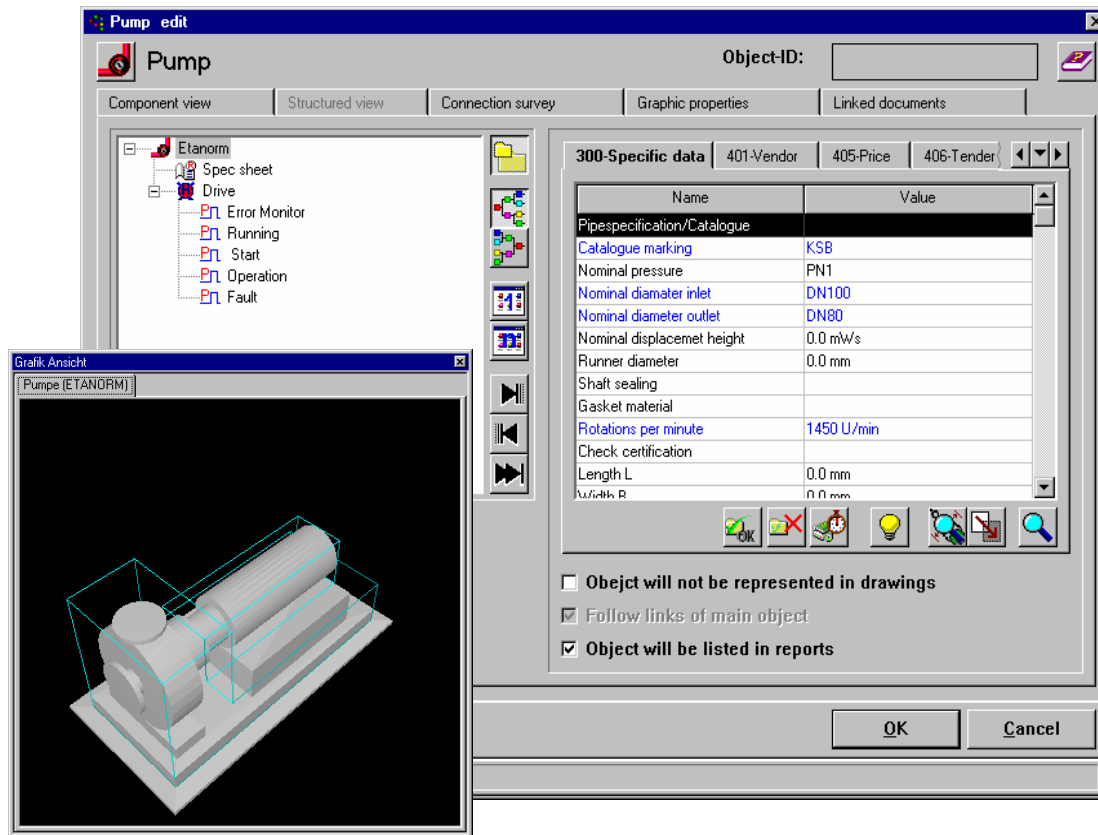 Pump edit
Pump
Object-ID:
Component view
Structured view
Connection survey
Graphic properties
Linked documents
Etanorm
Spec sheet
Drive
Error Monitor
Running
Start
Operation
Fault
300-Specific data
401-Vendor
405-Price
406-Tender
Name Value
Pipespecification/Catalogue
Catalogue marking KSB
Nominal pressure PN1
Nominal diamater inlet DN100
Nominal diameter outlet DN80
Nominal displacemet height 0.0 mWs
Runner diameter 0.0 mm
Shaft sealing
Gasket material
Rotations per minute 1450 U/min
Check certification
Length L 0.0 mm
Width B 0.0 mm
OK
Obejct will not be represented in drawings
Follow links of main object
Object will be listed in reports
OK
Cancel
Grafik Ansicht
Pumpe (ETANORM)